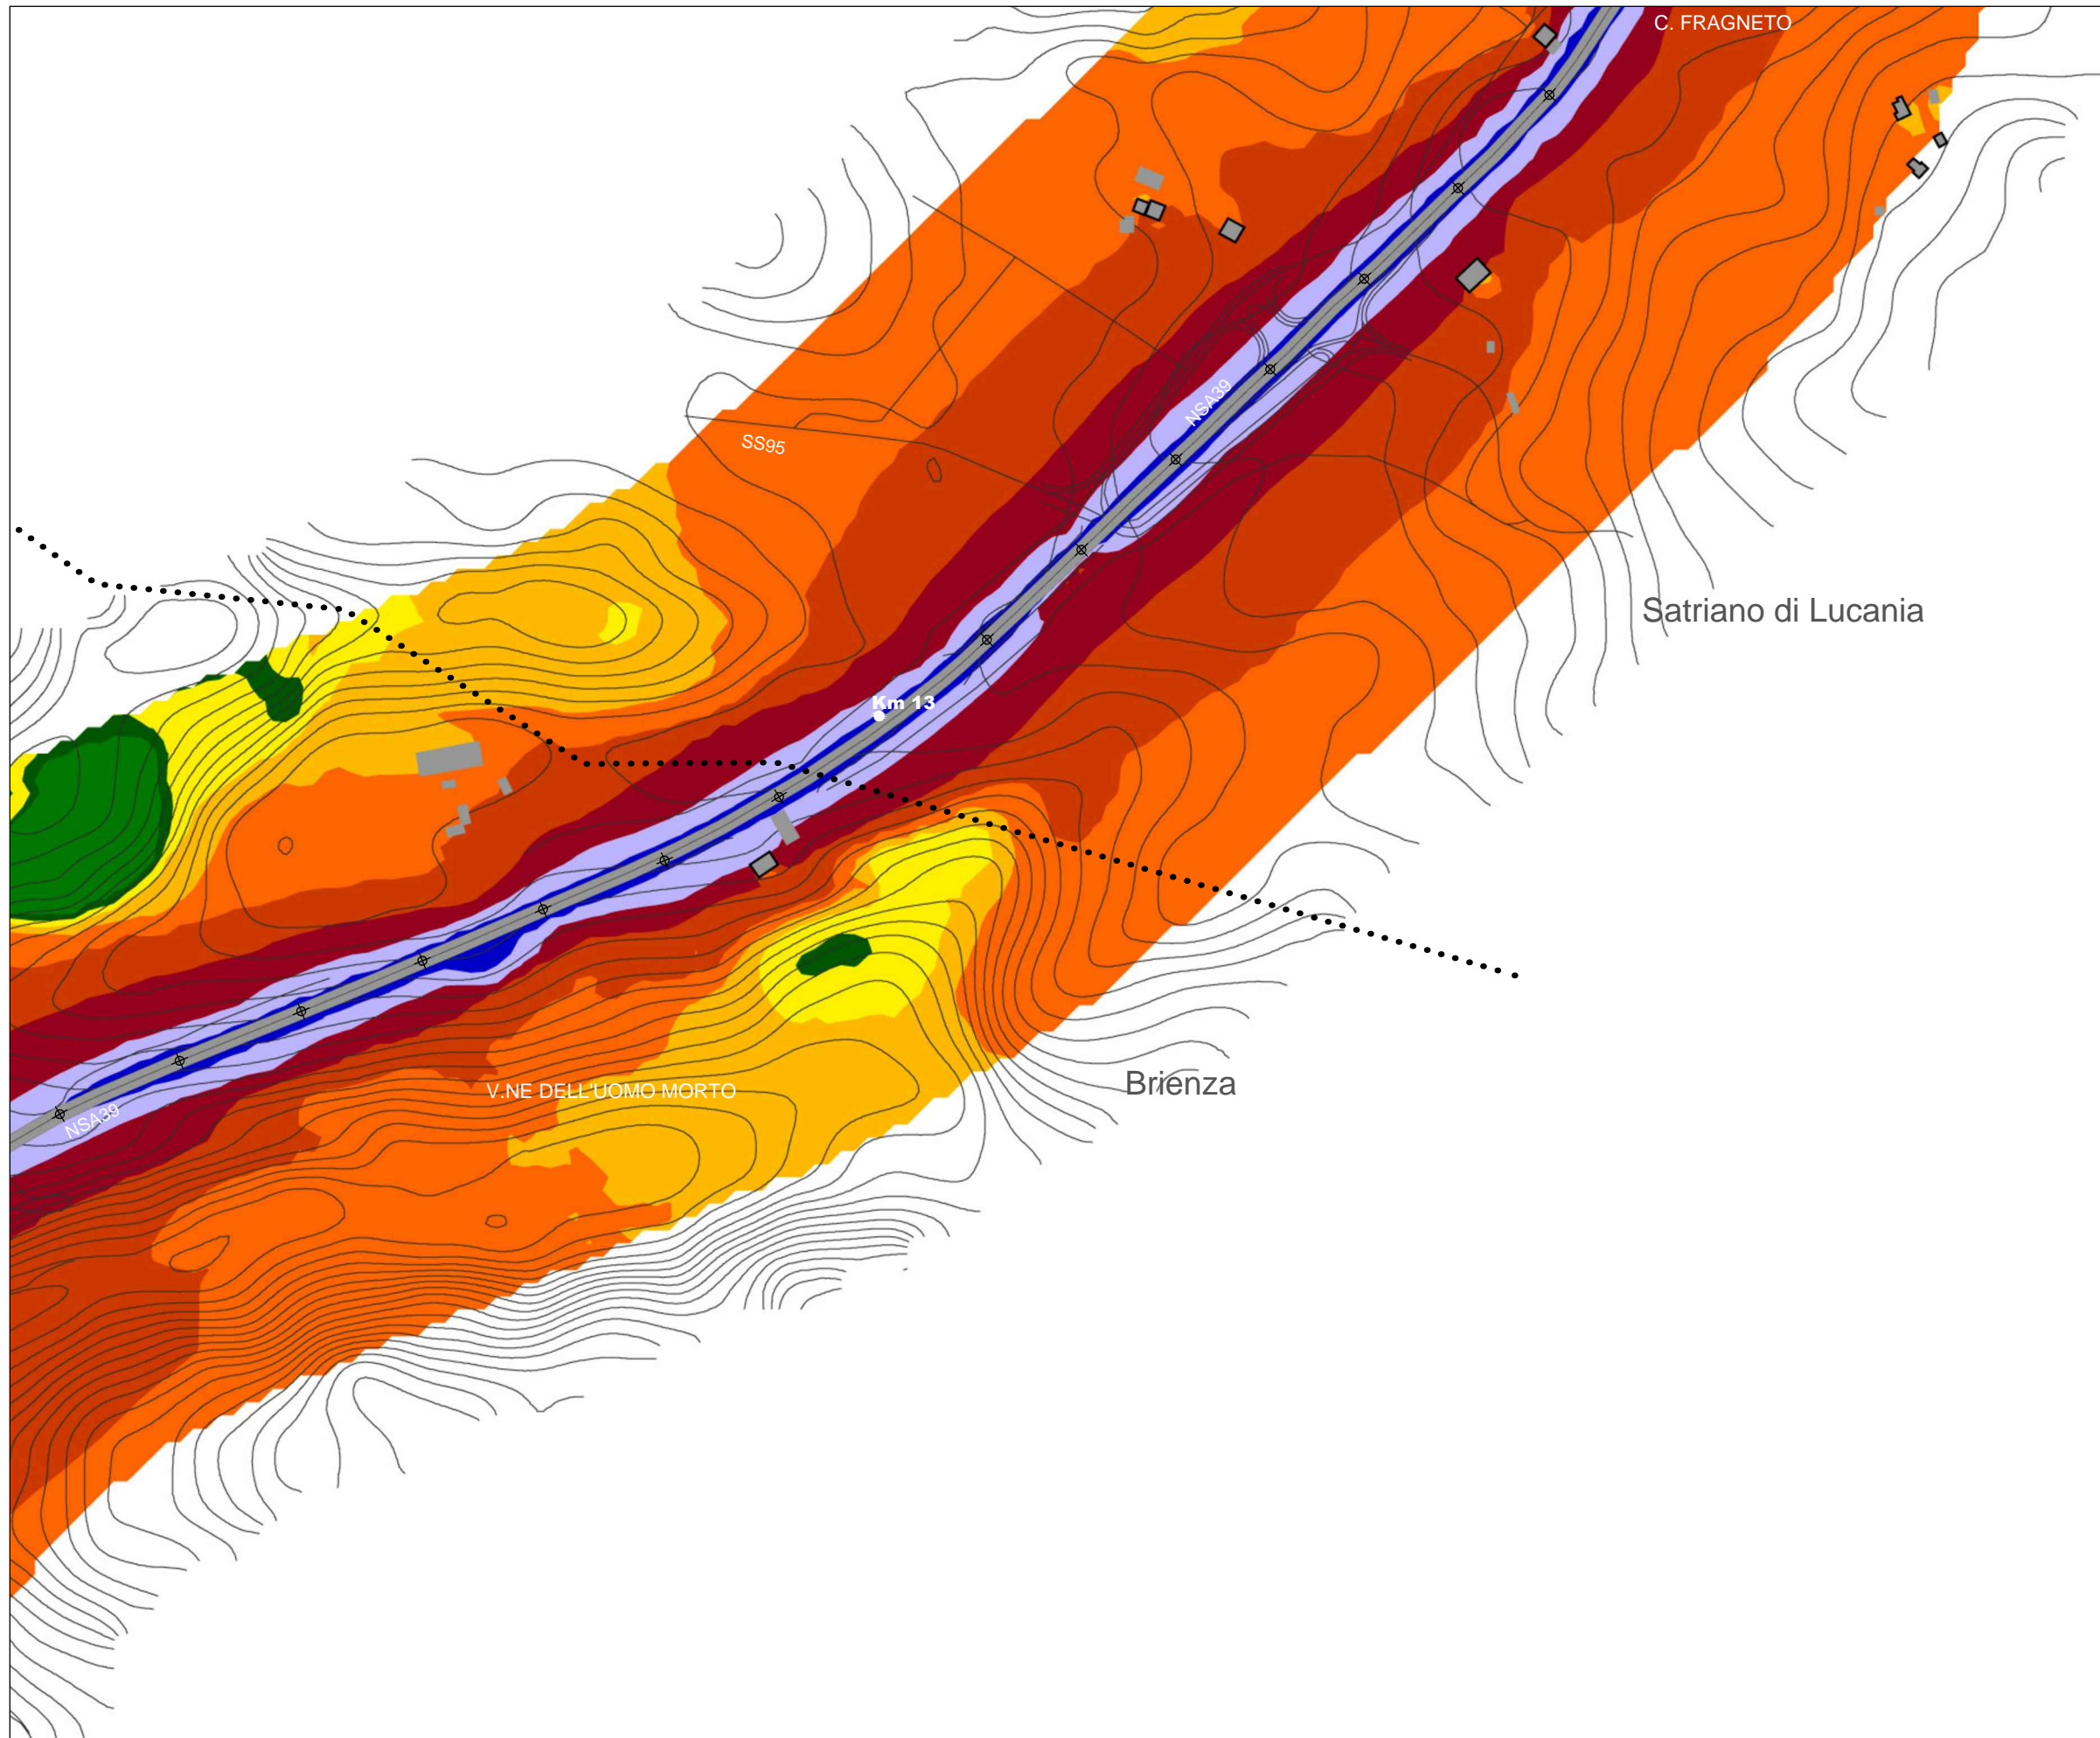 C. FRAGNETO
NSA39
SS95
Satriano di Lucania
Km 13
Brienza
V.NE DELL'UOMO MORTO
NSA39